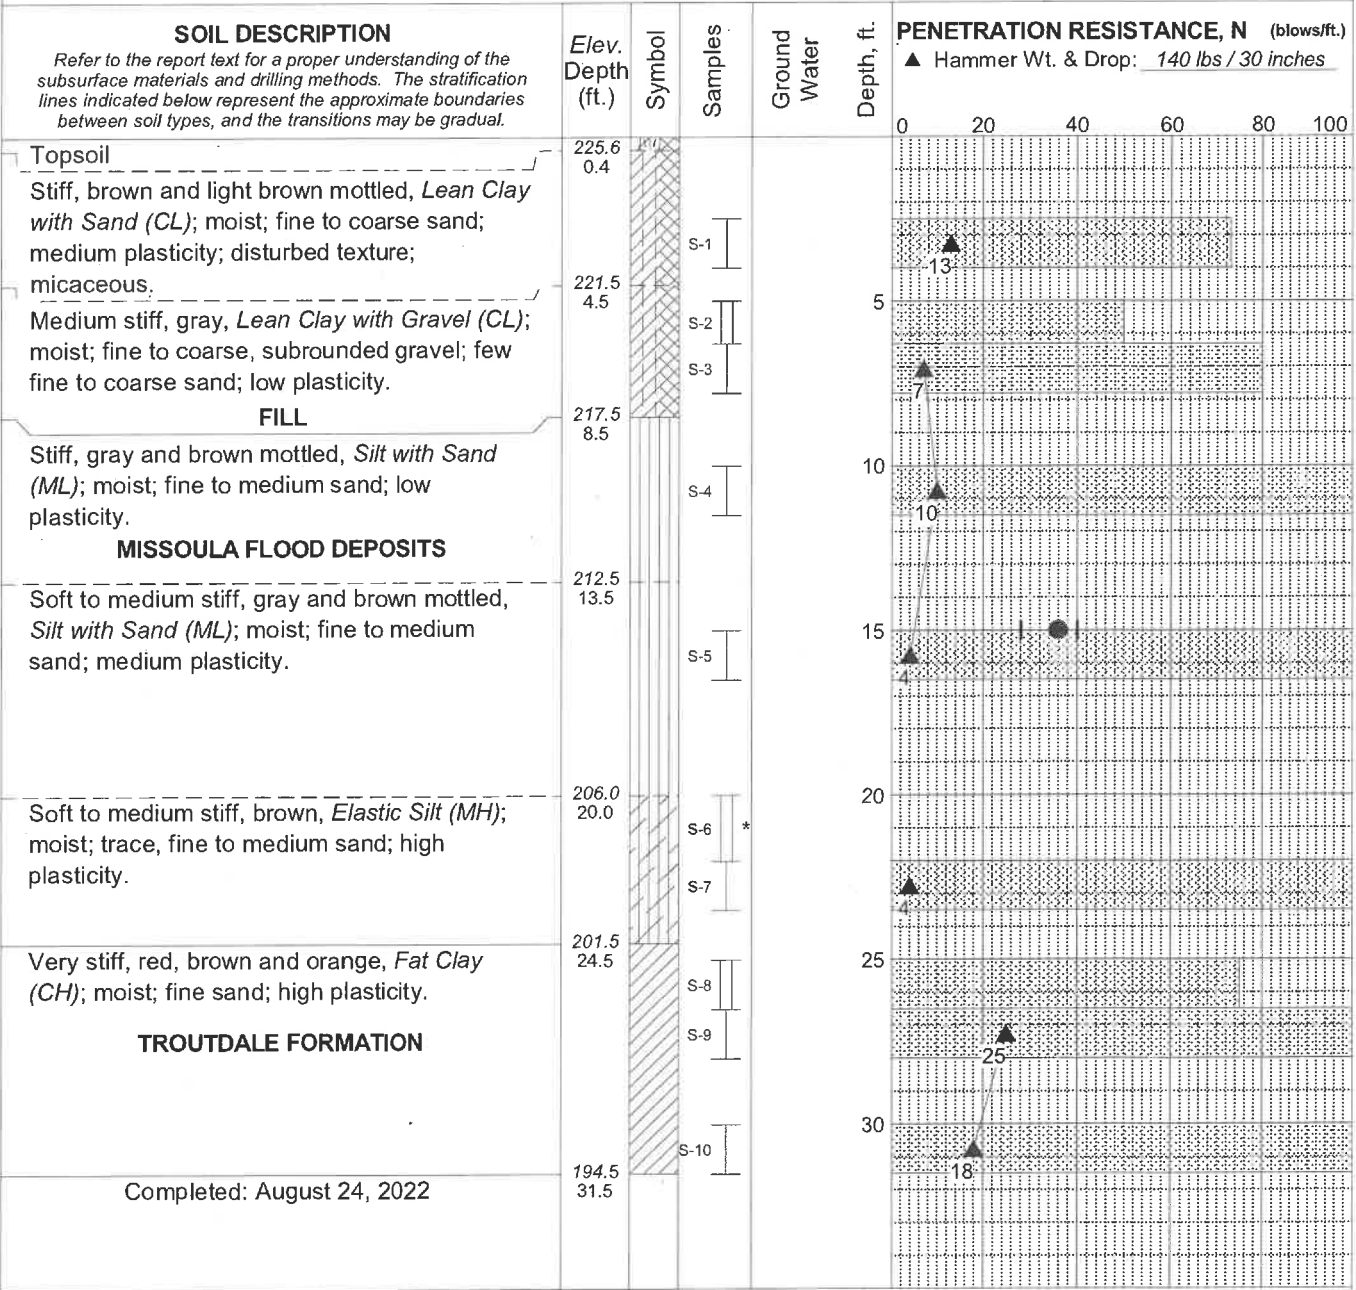 SOIL DESCRIPTION
Refer to the report text for a proper understanding of the
subsurface materials and drilling methods. The stratification
lines indicated below represent the approximate boundaries
between soil types, and the transitions may be gradual.
Elev.
Depth
(ft.)
Symbol
Samples
Ground
Water
Depth, ft.
PENETRATION RESISTANCE, N (blows/ft.)
▲ Hammer Wt. & Drop: 140 lbs / 30 inches
0 20 40 60 80 100
Topsoil
225.6
0.4
Stiff, brown and light brown mottled, Lean Clay
with Sand (CL); moist; fine to coarse sand;
medium plasticity; disturbed texture;
micaceous.
S-1
13
221.5
4.5
5
Medium stiff, gray, Lean Clay with Gravel (CL);
moist; fine to coarse, subrounded gravel; few
fine to coarse sand; low plasticity.
S-2
S-3
7
FILL
217.5
8.5
Stiff, gray and brown mottled, Silt with Sand
(ML); moist; fine to medium sand; low
plasticity.
10
S-4
10
MISSOULA FLOOD DEPOSITS
212.5
13.5
Soft to medium stiff, gray and brown mottled,
Silt with Sand (ML); moist; fine to medium
sand; medium plasticity.
15
S-5
4
206.0
20.0
20
Soft to medium stiff, brown, Elastic Silt (MH);
moist; trace, fine to medium sand; high
plasticity.
S-6 *
S-7
4
201.5
24.5
25
Very stiff, red, brown and orange, Fat Clay
(CH); moist; fine sand; high plasticity.
S-8
S-9
25
TROUTDALE FORMATION
30
S-10
18
194.5
31.5
Completed: August 24, 2022